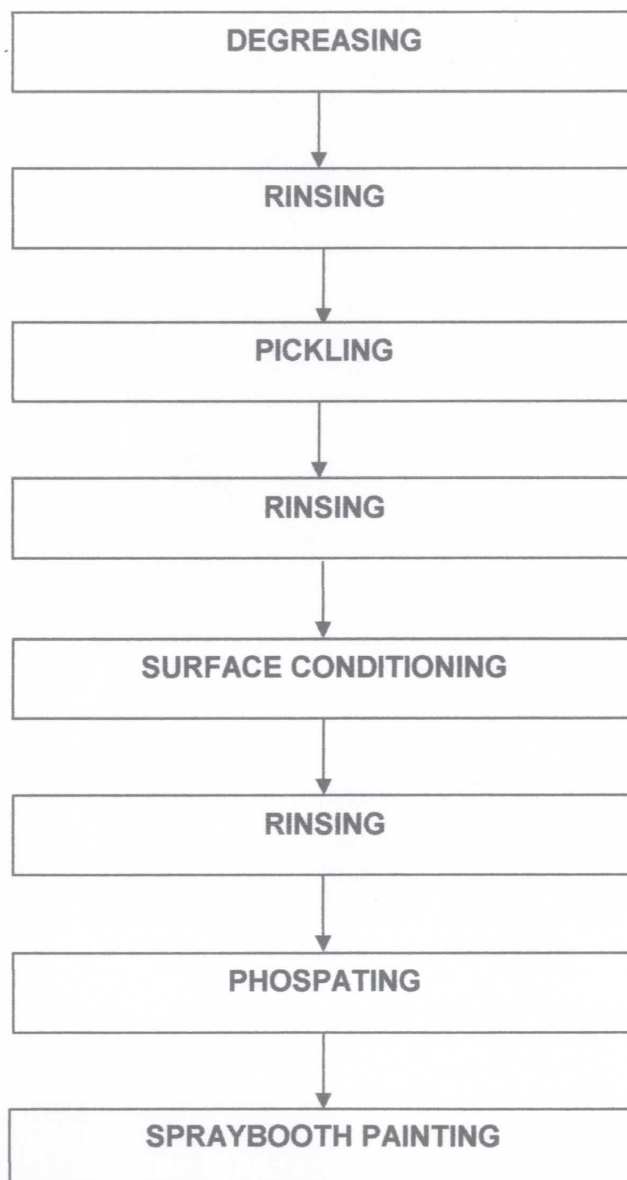 DEGREASING
RINSING
PICKLING
RINSING
SURFACE CONDITIONING
RINSING
PHOSPATING
SPRAYBOOTH PAINTING